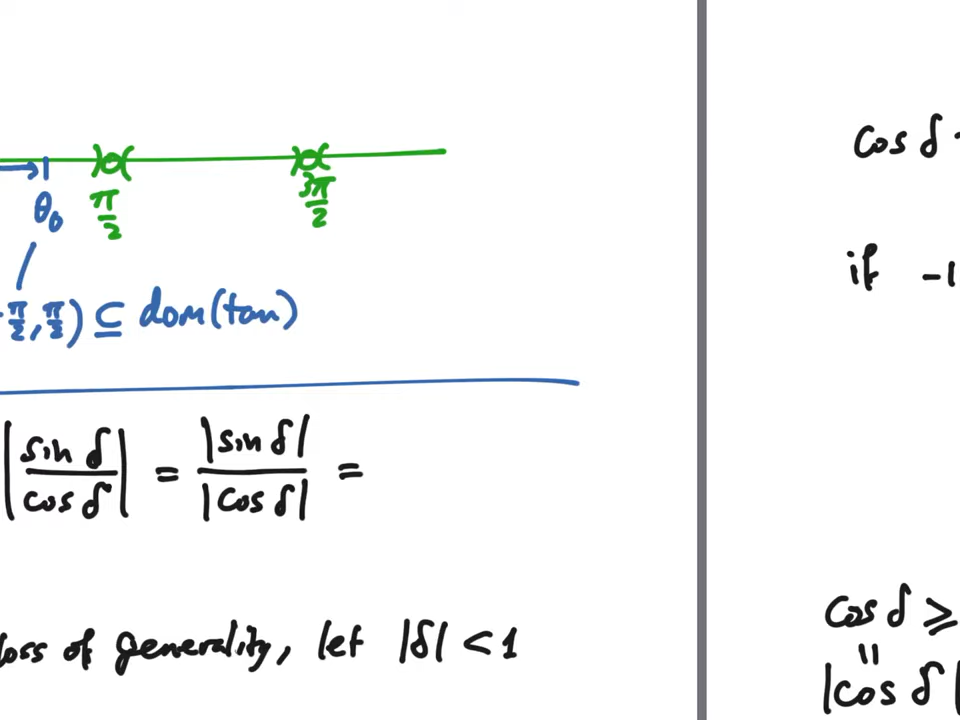 )o( )o(
θ₀ π/2 3π/2
π/2, π/2) ⊆ dom(tan)
|sin δ / cos δ| = |sin δ| / |cos δ| =
loss of generality, let |δ| < 1
cos δ
if -1
cos δ ≥
=
|cos δ|